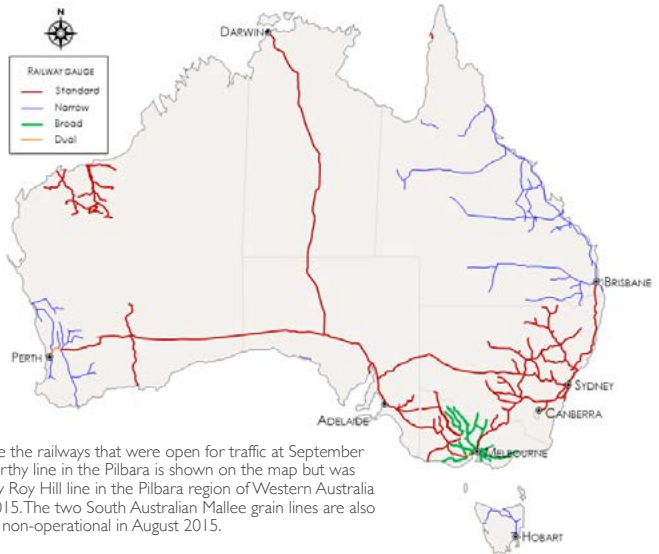 N
DARWIN
RAILWAY GAUGE
Standard
Narrow
Broad
Dual
BRISBANE
PERTH
SYDNEY
ADELAIDE
CANBERRA
MELBOURNE
e the railways that were open for traffic at September
rthy line in the Pilbara is shown on the map but was
y Roy Hill line in the Pilbara region of Western Australia
015. The two South Australian Mallee grain lines are also
non-operational in August 2015.
HOBART